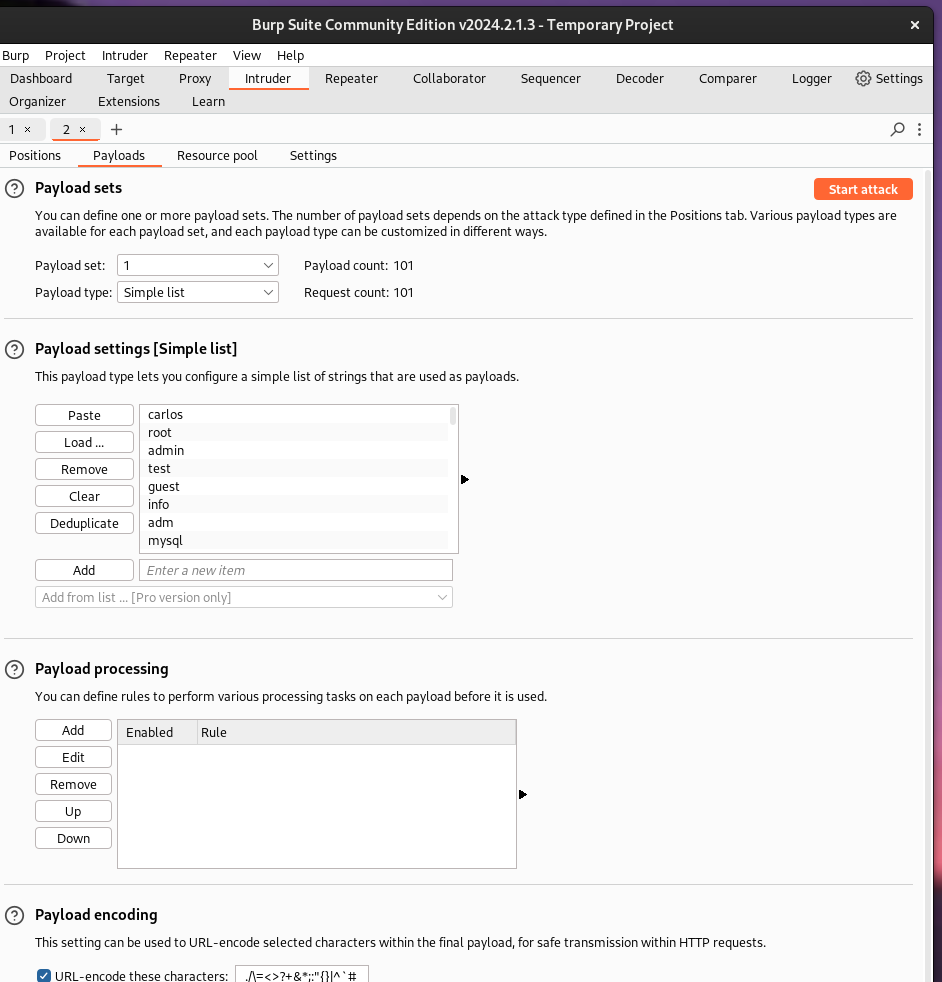 Burp Suite Community Edition v2024.2.1.3 - Temporary Project ×
Burp Project Intruder Repeater View Help
Dashboard Target Proxy Intruder Repeater Collaborator Sequencer Decoder Comparer Logger Settings
Organizer Extensions Learn
1 × 2 × +
Positions Payloads Resource pool Settings
? Payload sets Start attack
You can define one or more payload sets. The number of payload sets depends on the attack type defined in the Positions tab. Various payload types are
available for each payload set, and each payload type can be customized in different ways.
Payload set: 1 Payload count: 101
Payload type: Simple list Request count: 101
? Payload settings [Simple list]
This payload type lets you configure a simple list of strings that are used as payloads.
Paste
Load ...
Remove
Clear
Deduplicate
carlos
root
admin
test
guest
info
adm
mysql
Add Enter a new item
Add from list ... [Pro version only]
? Payload processing
You can define rules to perform various processing tasks on each payload before it is used.
Add
Edit
Remove
Up
Down
Enabled Rule
? Payload encoding
This setting can be used to URL-encode selected characters within the final payload, for safe transmission within HTTP requests.
URL-encode these characters: ./\=<>?+&*;:"{}|^`#